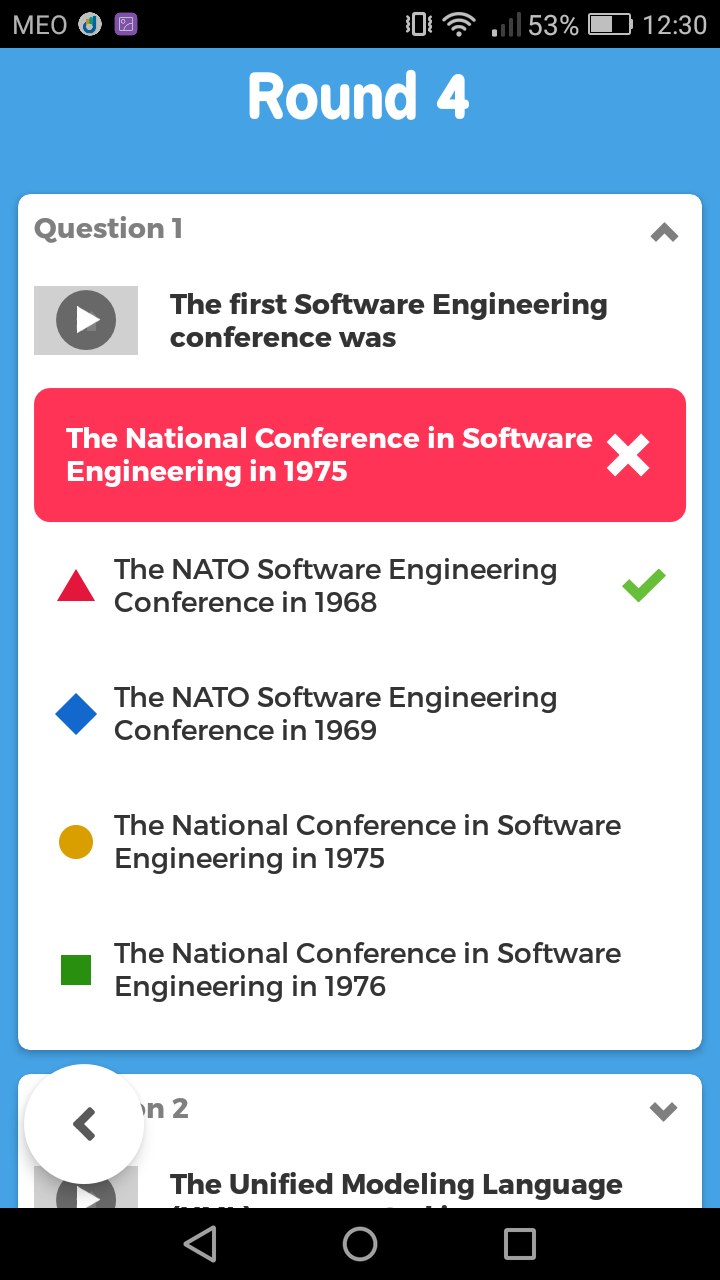 MEO 53% 12:30
Round 4
Question 1
The first Software Engineering
conference was
The National Conference in Software
Engineering in 1975
The NATO Software Engineering
Conference in 1968
The NATO Software Engineering
Conference in 1969
The National Conference in Software
Engineering in 1975
The National Conference in Software
Engineering in 1976
2
The Unified Modeling Language